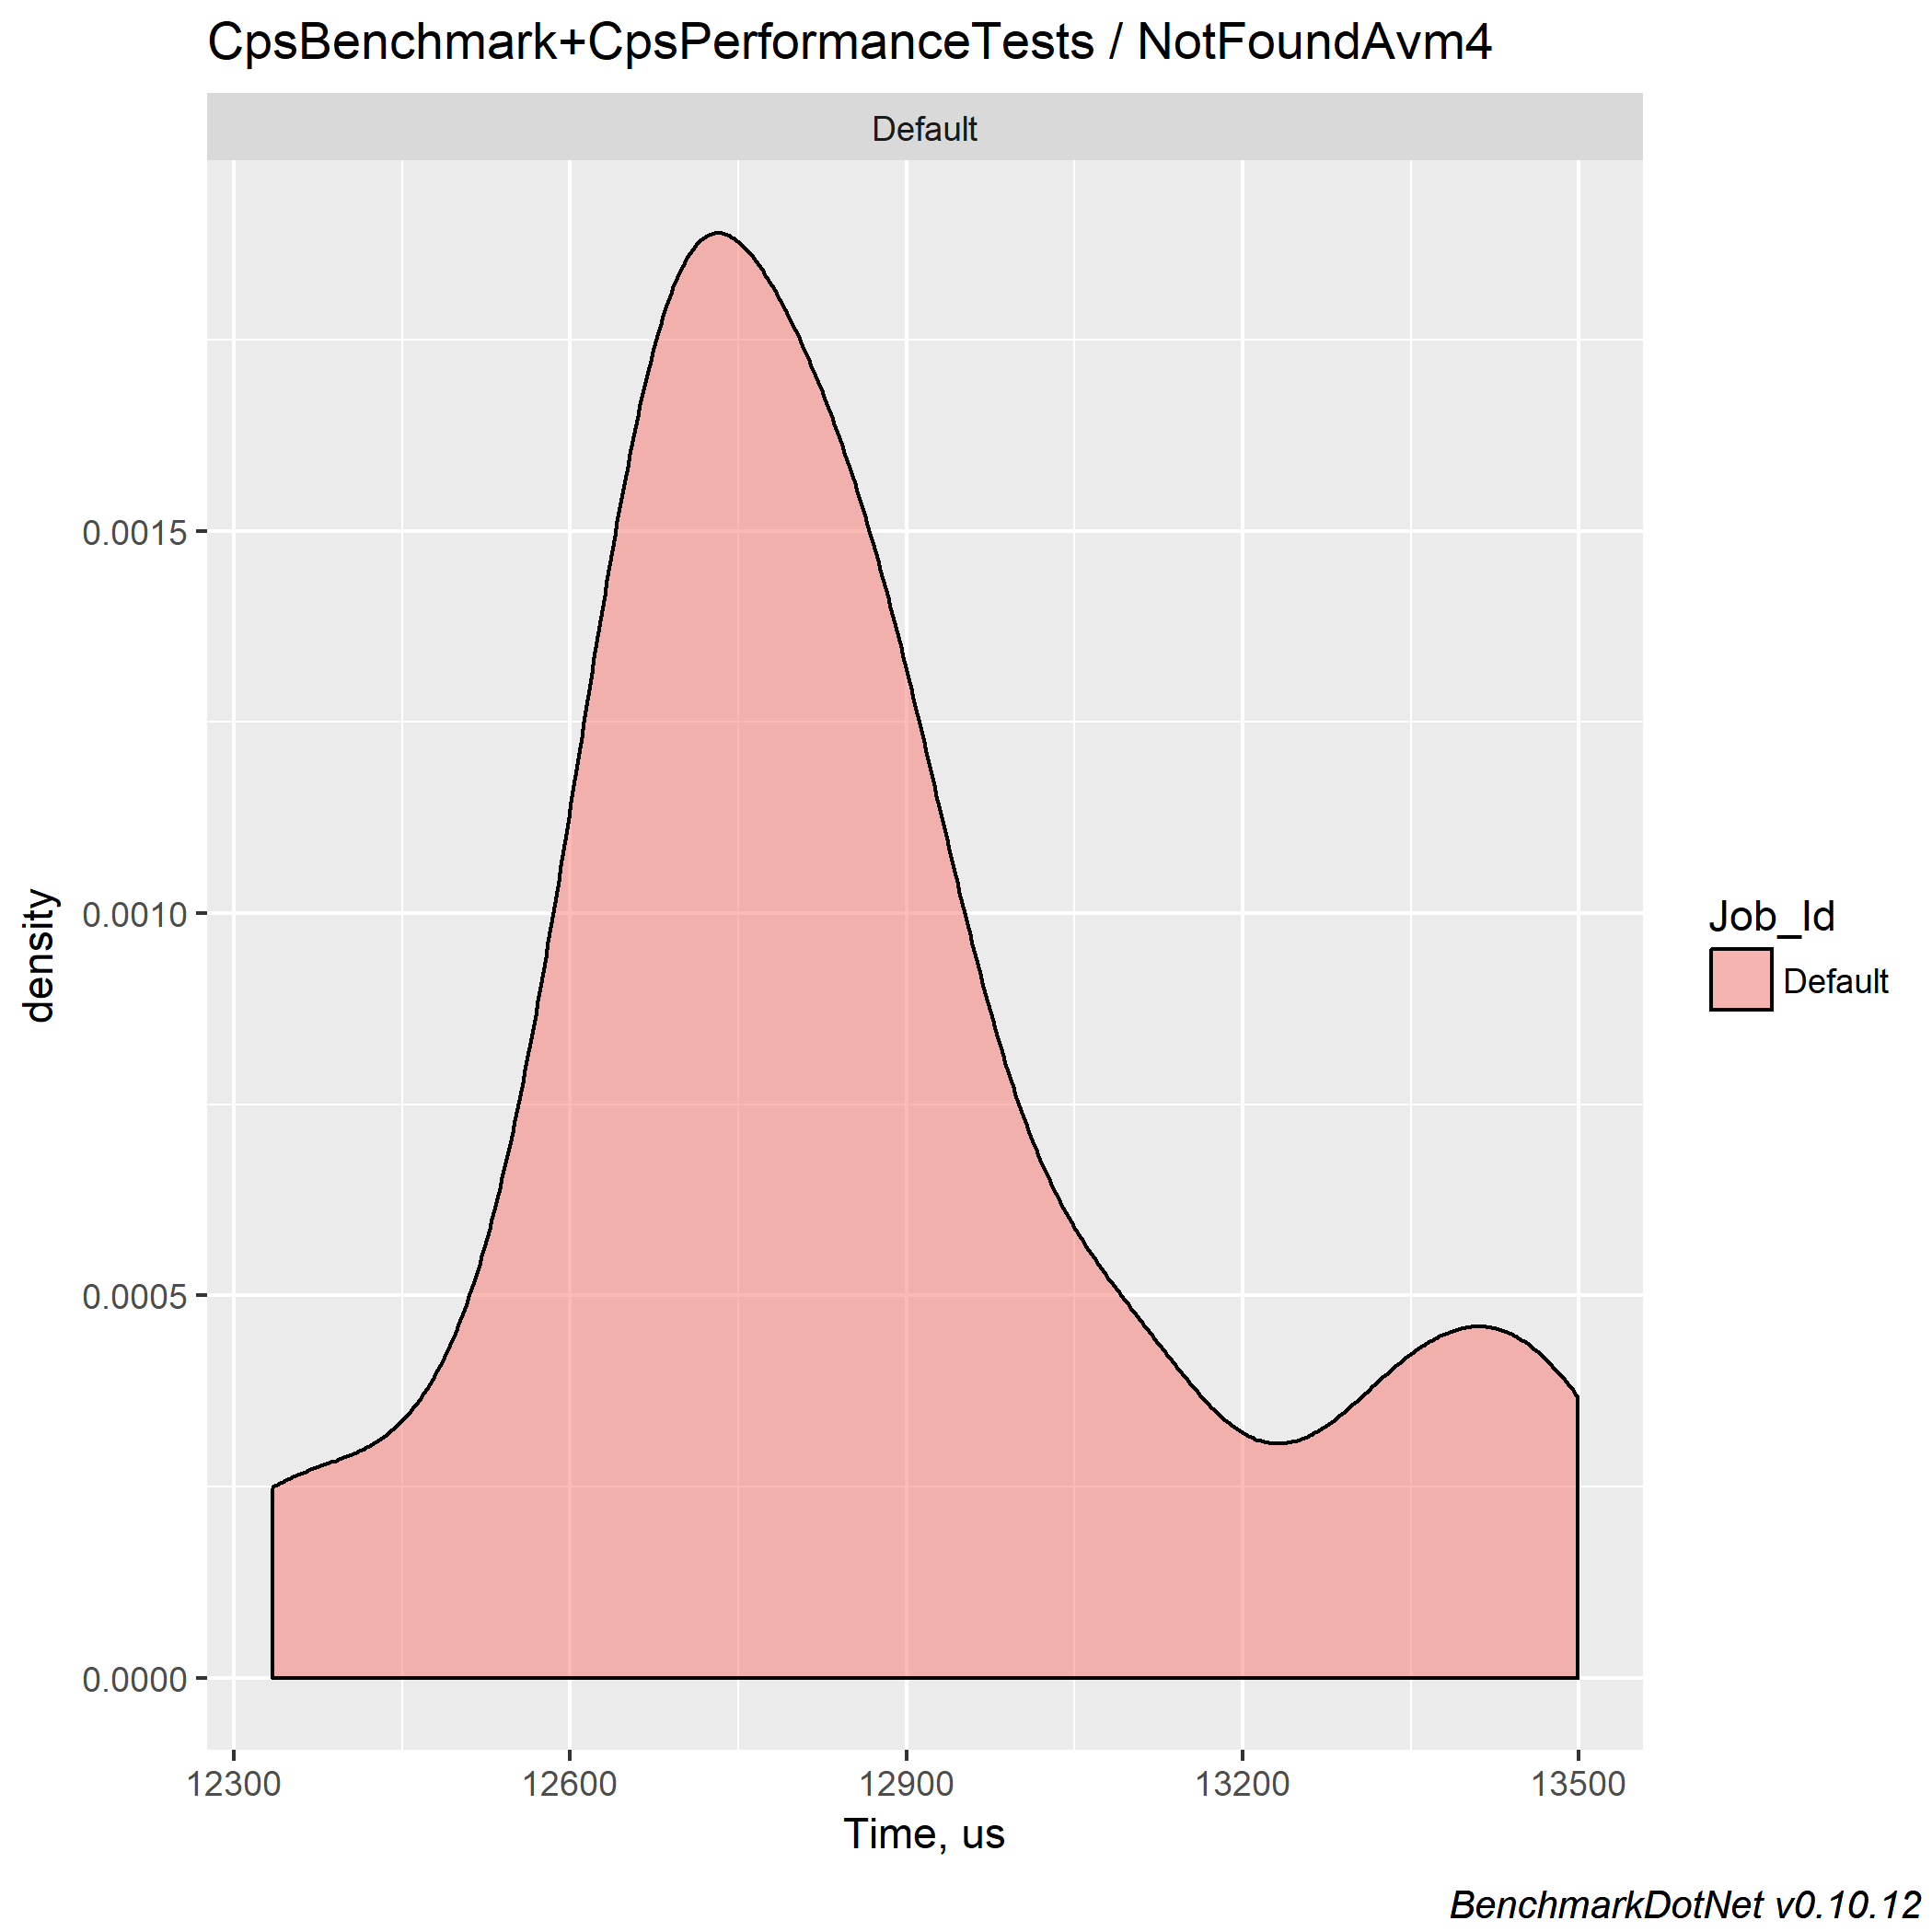 CpsBenchmark+CpsPerformanceTests / NotFoundAvm4
Default
0.0015
0.0010
0.0005
0.0000
density
12300 12600 12900 13200 13500
Time, us
Job_Id
Default
BenchmarkDotNet v0.10.12